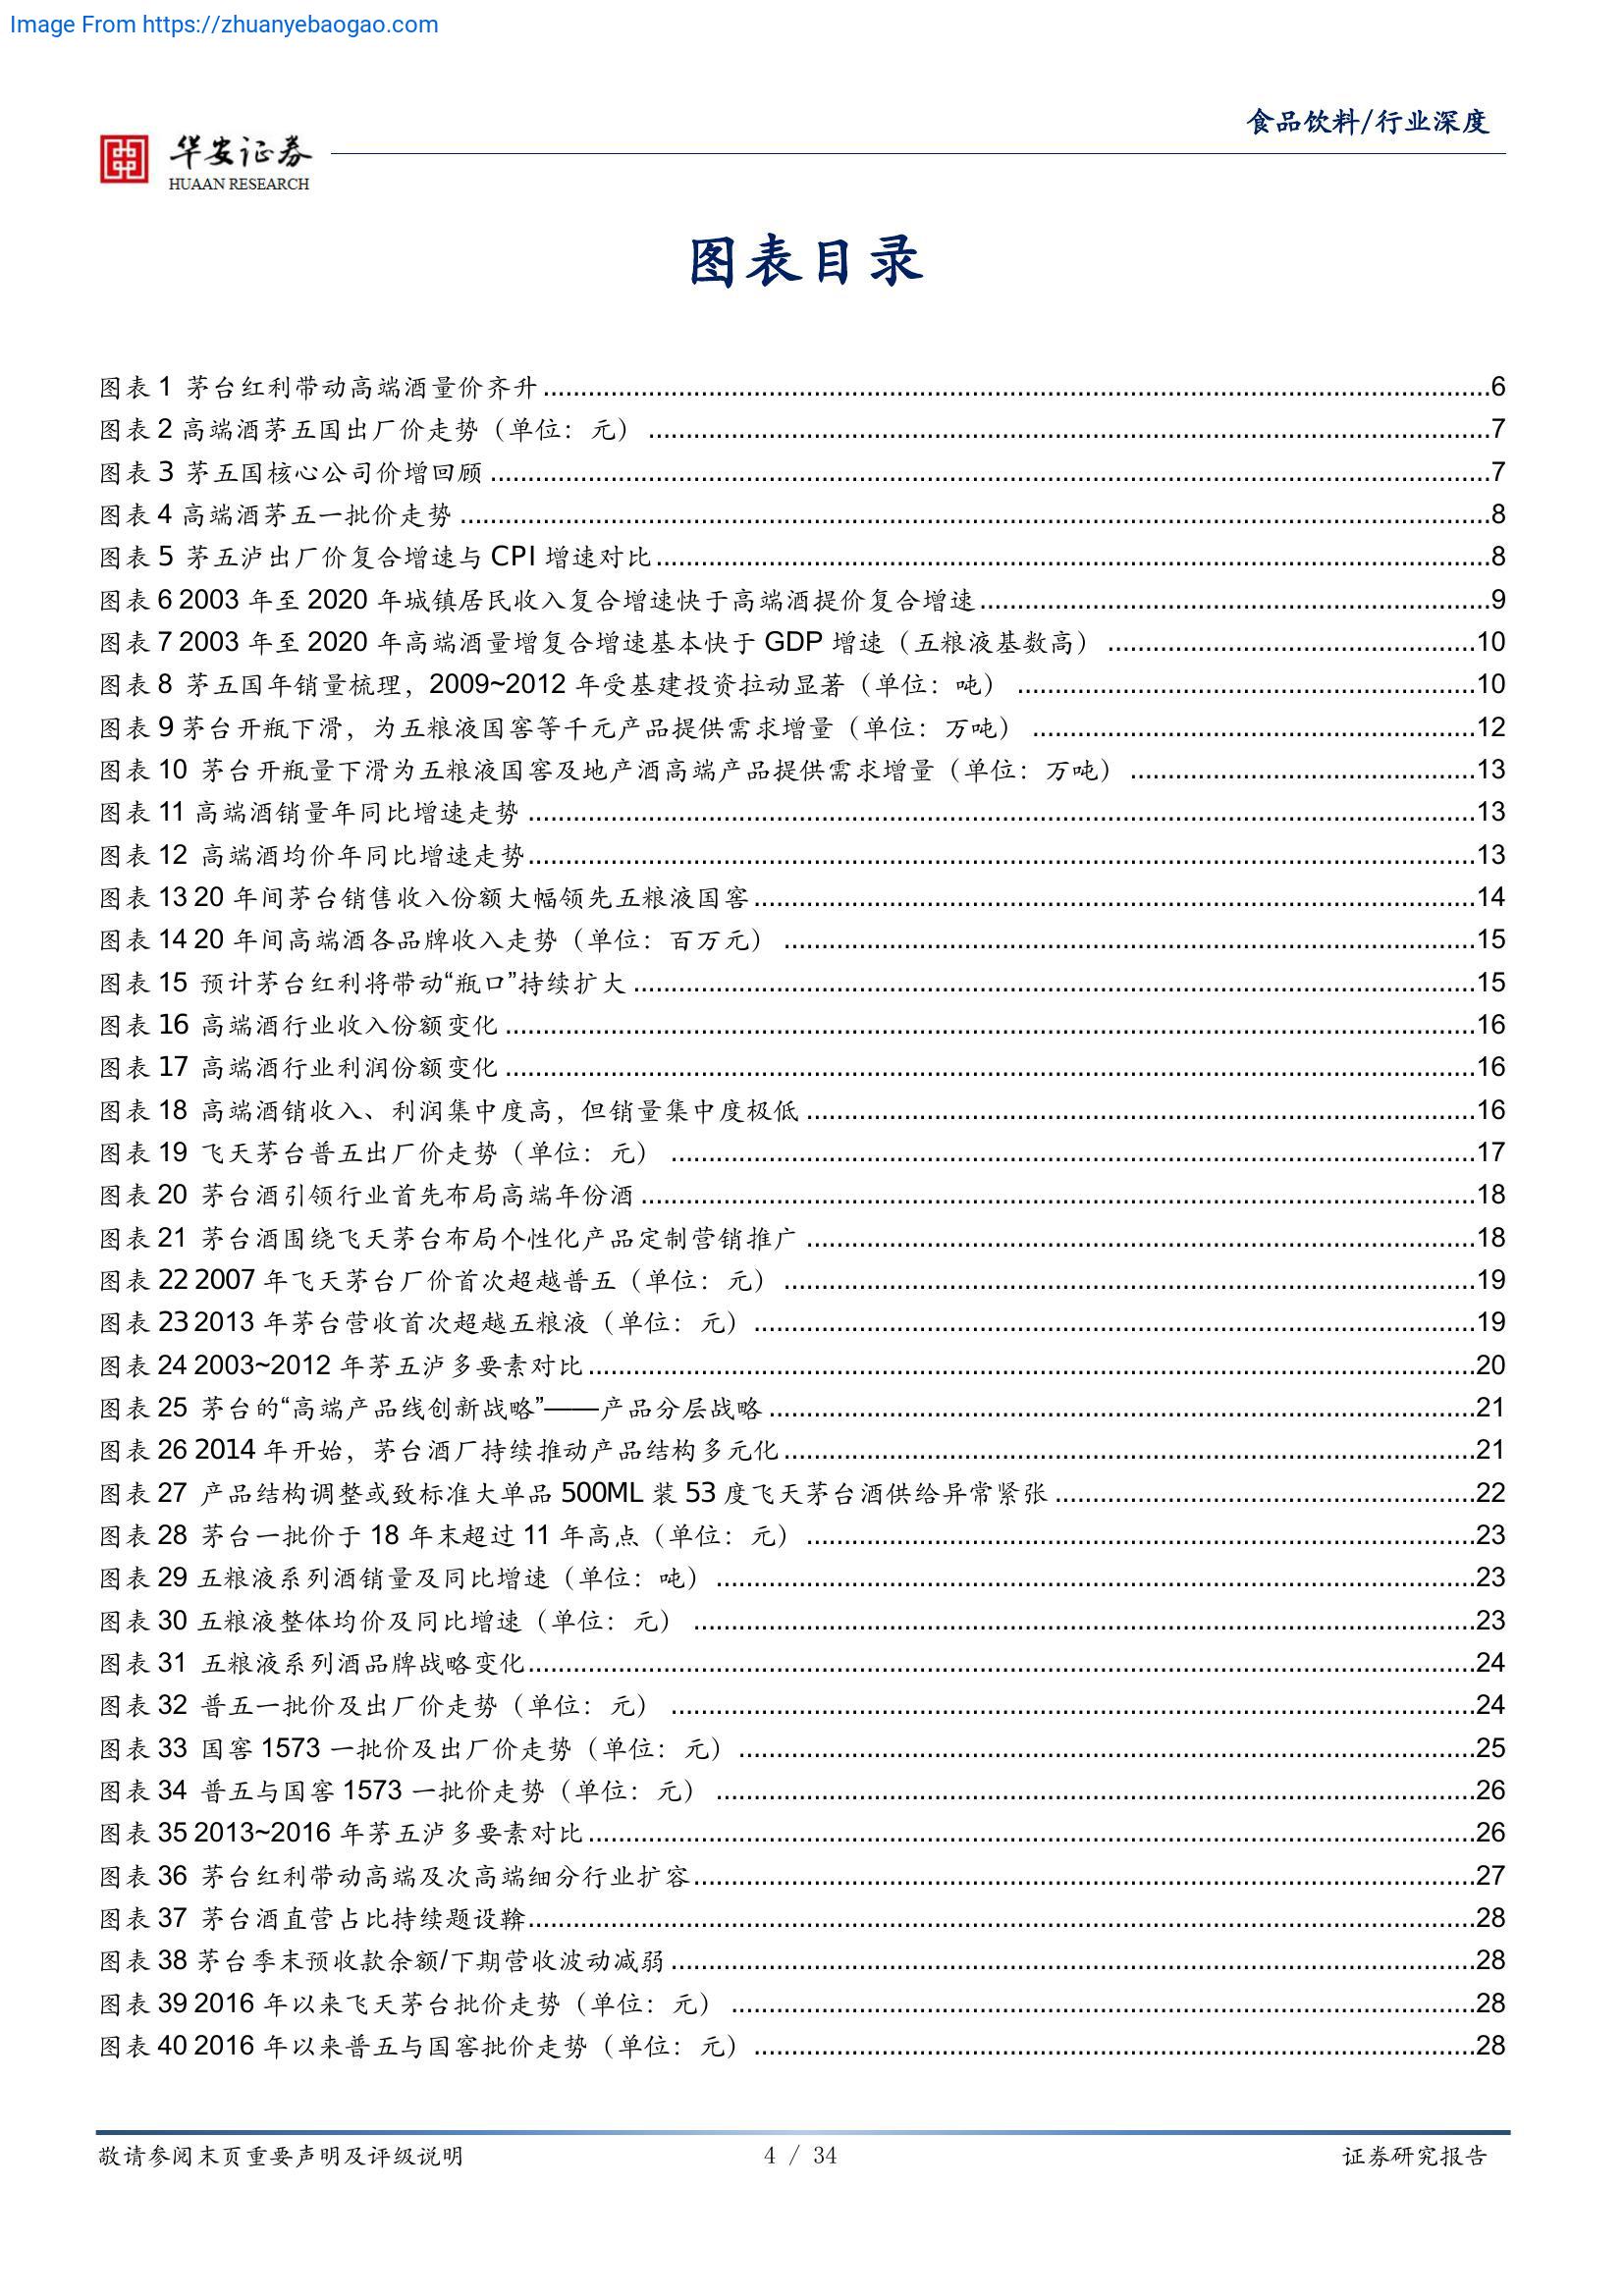 Image From https://zhuanyebaogao.com
食品饮料/行业深度
华安证券
HUAAN RESEARCH
图表目录
图表 1 茅台红利带动高端酒量价齐升 6
图表 2 高端酒茅五国出厂价走势（单位：元） 7
图表 3 茅五国核心公司价增回顾 7
图表 4 高端酒茅五一批价走势 8
图表 5 茅五泸出厂价复合增速与 CPI 增速对比 8
图表 6 2003 年至 2020 年城镇居民收入复合增速快于高端酒提价复合增速 9
图表 7 2003 年至 2020 年高端酒量增复合增速基本快于 GDP 增速（五粮液基数高） 10
图表 8 茅五国年销量梳理，2009~2012 年受基建投资拉动显著（单位：吨） 10
图表 9 茅台开瓶下滑，为五粮液国窖等千元产品提供需求增量（单位：万吨） 12
图表 10 茅台开瓶量下滑为五粮液国窖及地产酒高端产品提供需求增量（单位：万吨） 13
图表 11 高端酒销量年同比增速走势 13
图表 12 高端酒均价年同比增速走势 13
图表 13 20 年间茅台销售收入份额大幅领先五粮液国窖 14
图表 14 20 年间高端酒各品牌收入走势（单位：百万元） 15
图表 15 预计茅台红利将带动“瓶口”持续扩大 15
图表 16 高端酒行业收入份额变化 16
图表 17 高端酒行业利润份额变化 16
图表 18 高端酒销收入、利润集中度高，但销量集中度极低 16
图表 19 飞天茅台普五出厂价走势（单位：元） 17
图表 20 茅台酒引领行业首先布局高端年份酒 18
图表 21 茅台酒围绕飞天茅台布局个性化产品定制营销推广 18
图表 22 2007 年飞天茅台厂价首次超越普五（单位：元） 19
图表 23 2013 年茅台营收首次超越五粮液（单位：元） 19
图表 24 2003~2012 年茅五泸多要素对比 20
图表 25 茅台的“高端产品线创新战略”——产品分层战略 21
图表 26 2014 年开始，茅台酒厂持续推动产品结构多元化 21
图表 27 产品结构调整或致标准大单品 500ML 装 53 度飞天茅台酒供给异常紧张 22
图表 28 茅台一批价于 18 年末超过 11 年高点（单位：元） 23
图表 29 五粮液系列酒销量及同比增速（单位：吨） 23
图表 30 五粮液整体均价及同比增速（单位：元） 23
图表 31 五粮液系列酒品牌战略变化 24
图表 32 普五一批价及出厂价走势（单位：元） 24
图表 33 国窖 1573 一批价及出厂价走势（单位：元） 25
图表 34 普五与国窖 1573 一批价走势（单位：元） 26
图表 35 2013~2016 年茅五泸多要素对比 26
图表 36 茅台红利带动高端及次高端细分行业扩容 27
图表 37 茅台酒直营占比持续题设鞥 28
图表 38 茅台季末预收款余额/下期营收波动减弱 28
图表 39 2016 年以来飞天茅台批价走势（单位：元） 28
图表 40 2016 年以来普五与国窖批价走势（单位：元） 28
敬请参阅末页重要声明及评级说明 4 / 34 证券研究报告